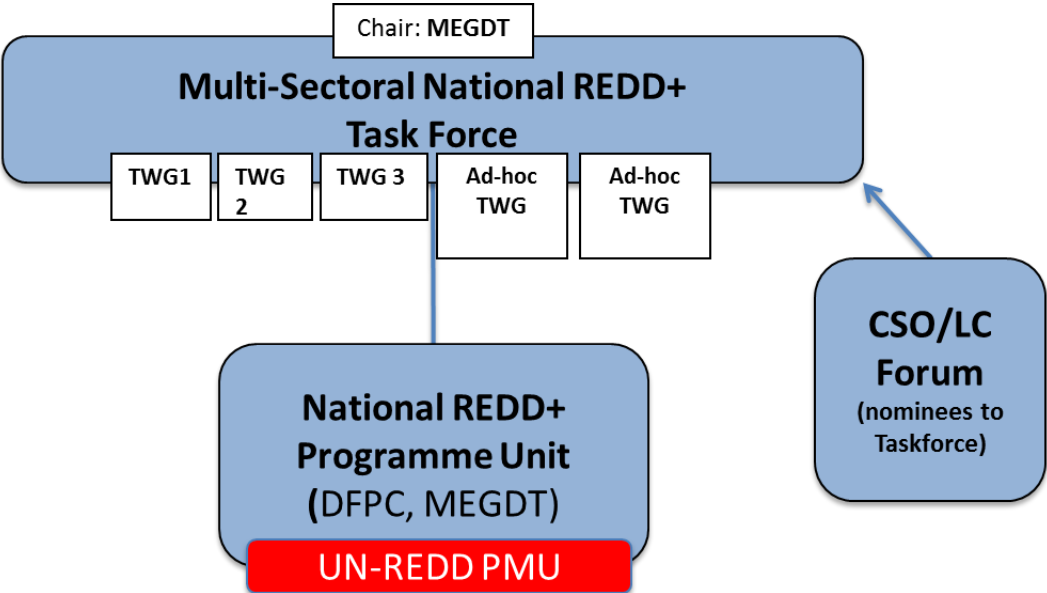 Chair: MEGDT
Multi-Sectoral National REDD+
Task Force
TWG1
TWG
2
TWG 3
Ad-hoc
TWG
Ad-hoc
TWG
CSO/LC
Forum
(nominees to
Taskforce)
National REDD+
Programme Unit
(DFPC, MEGDT)
UN-REDD PMU